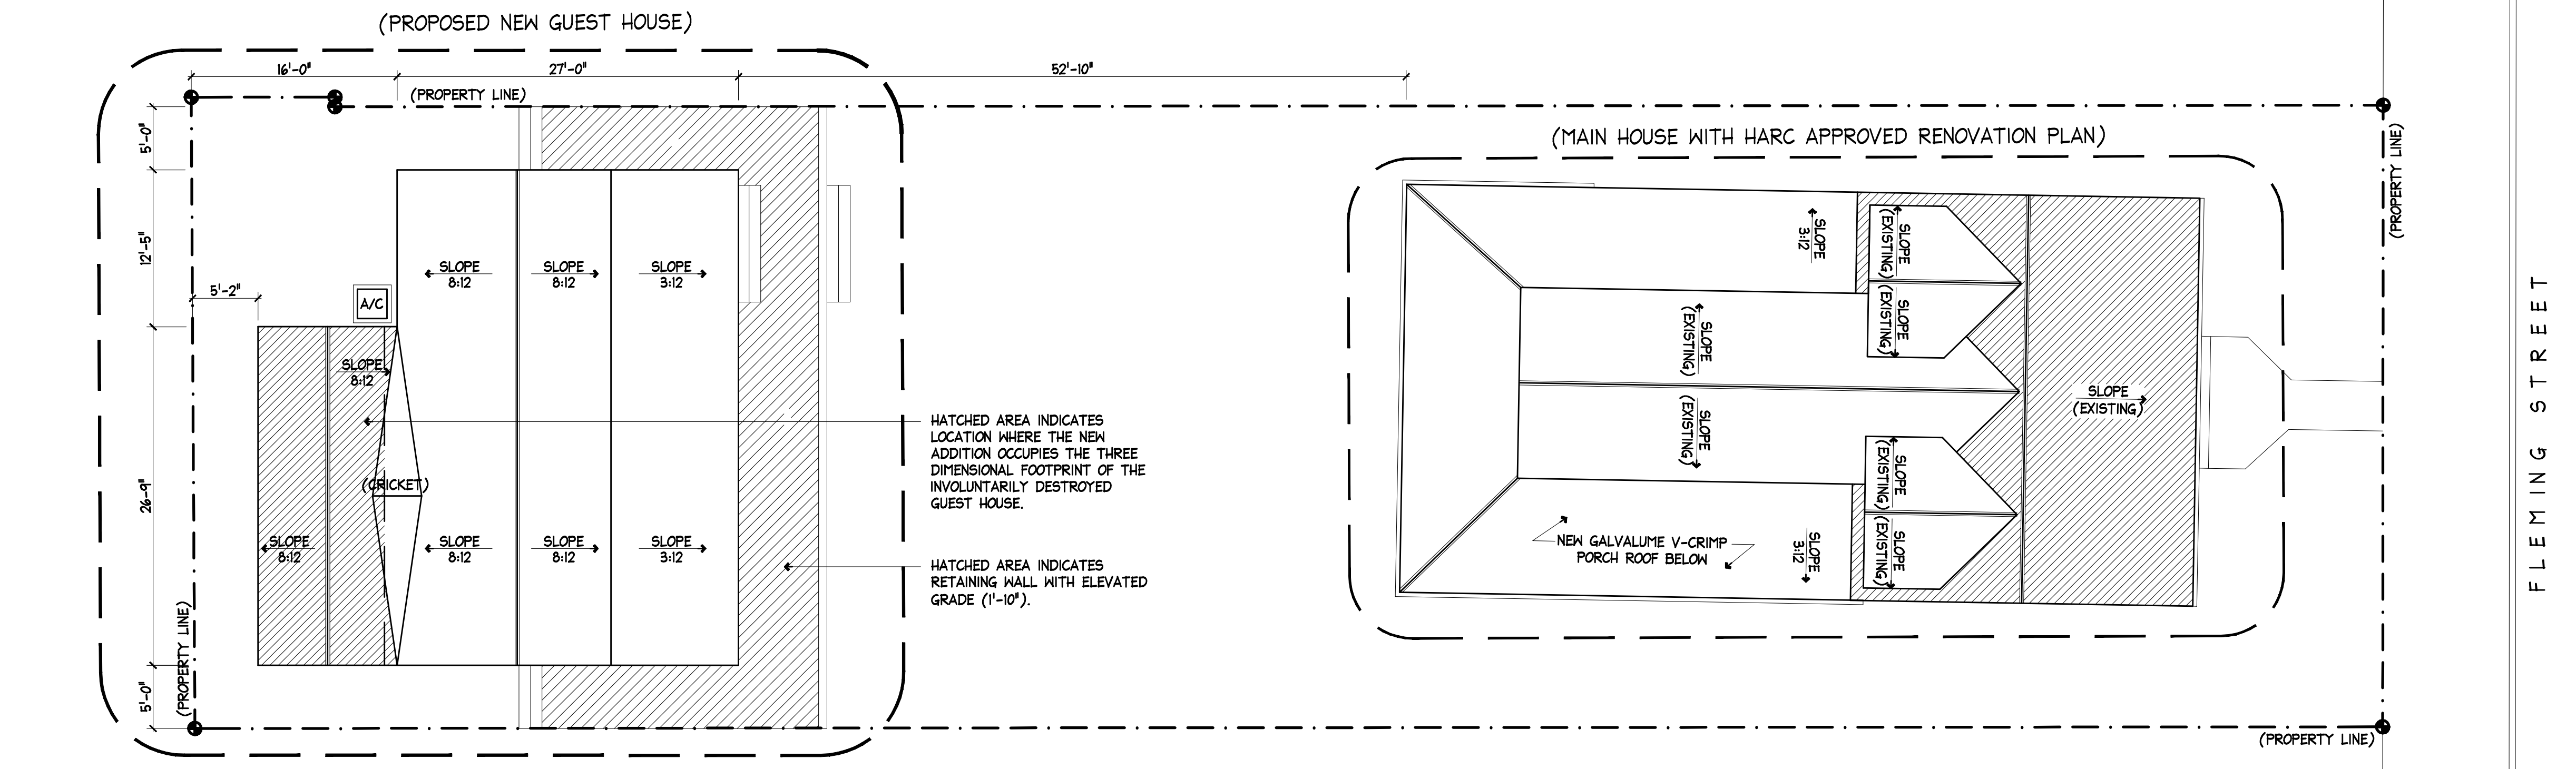 (PROPOSED NEW GUEST HOUSE)
16'-0"
27'-0"
52'-10"
(PROPERTY LINE)
5'-0"
12'-5"
5'-2"
26'-9"
5'-0"
(PROPERTY LINE)
A/C
SLOPE
8:12
SLOPE
8:12
SLOPE
3:12
SLOPE
8:12
(CRICKET)
SLOPE
8:12
SLOPE
8:12
SLOPE
8:12
SLOPE
3:12
HATCHED AREA INDICATES
LOCATION WHERE THE NEW
ADDITION OCCUPIES THE THREE
DIMENSIONAL FOOTPRINT OF THE
INVOLUNTARILY DESTROYED
GUEST HOUSE.
HATCHED AREA INDICATES
RETAINING WALL WITH ELEVATED
GRADE (1'-10").
(MAIN HOUSE WITH HARC APPROVED RENOVATION PLAN)
SLOPE
3:12
SLOPE
(EXISTING)
SLOPE
(EXISTING)
SLOPE
(EXISTING)
SLOPE
(EXISTING)
SLOPE
(EXISTING)
SLOPE
(EXISTING)
SLOPE
(EXISTING)
NEW GALVALUME V-CRIMP
PORCH ROOF BELOW
SLOPE
3:12
(PROPERTY LINE)
(PROPERTY LINE)
FLEMING STREET